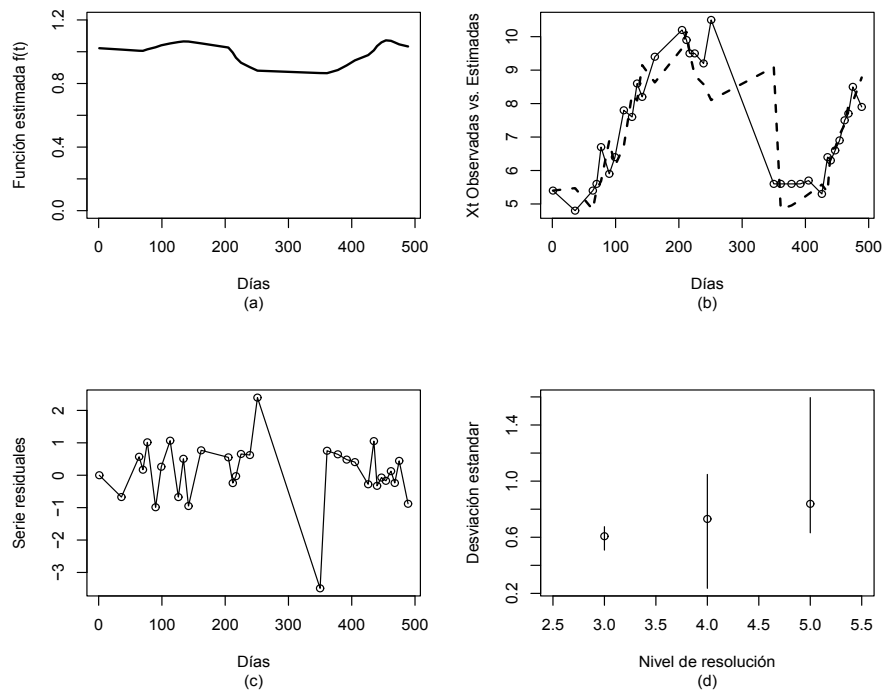 Función estimada f(t)
0.0 0.4 0.8 1.2
0 100 200 300 400 500
Días
(a)
Xt Observadas vs. Estimadas
5 6 7 8 9 10
0 100 200 300 400 500
Días
(b)
Serie residuales
−3 −2 −1 0 1 2
0 100 200 300 400 500
Días
(c)
Desviación estandar
0.2 0.6 1.0 1.4
2.5 3.0 3.5 4.0 4.5 5.0 5.5
Nivel de resolución
(d)